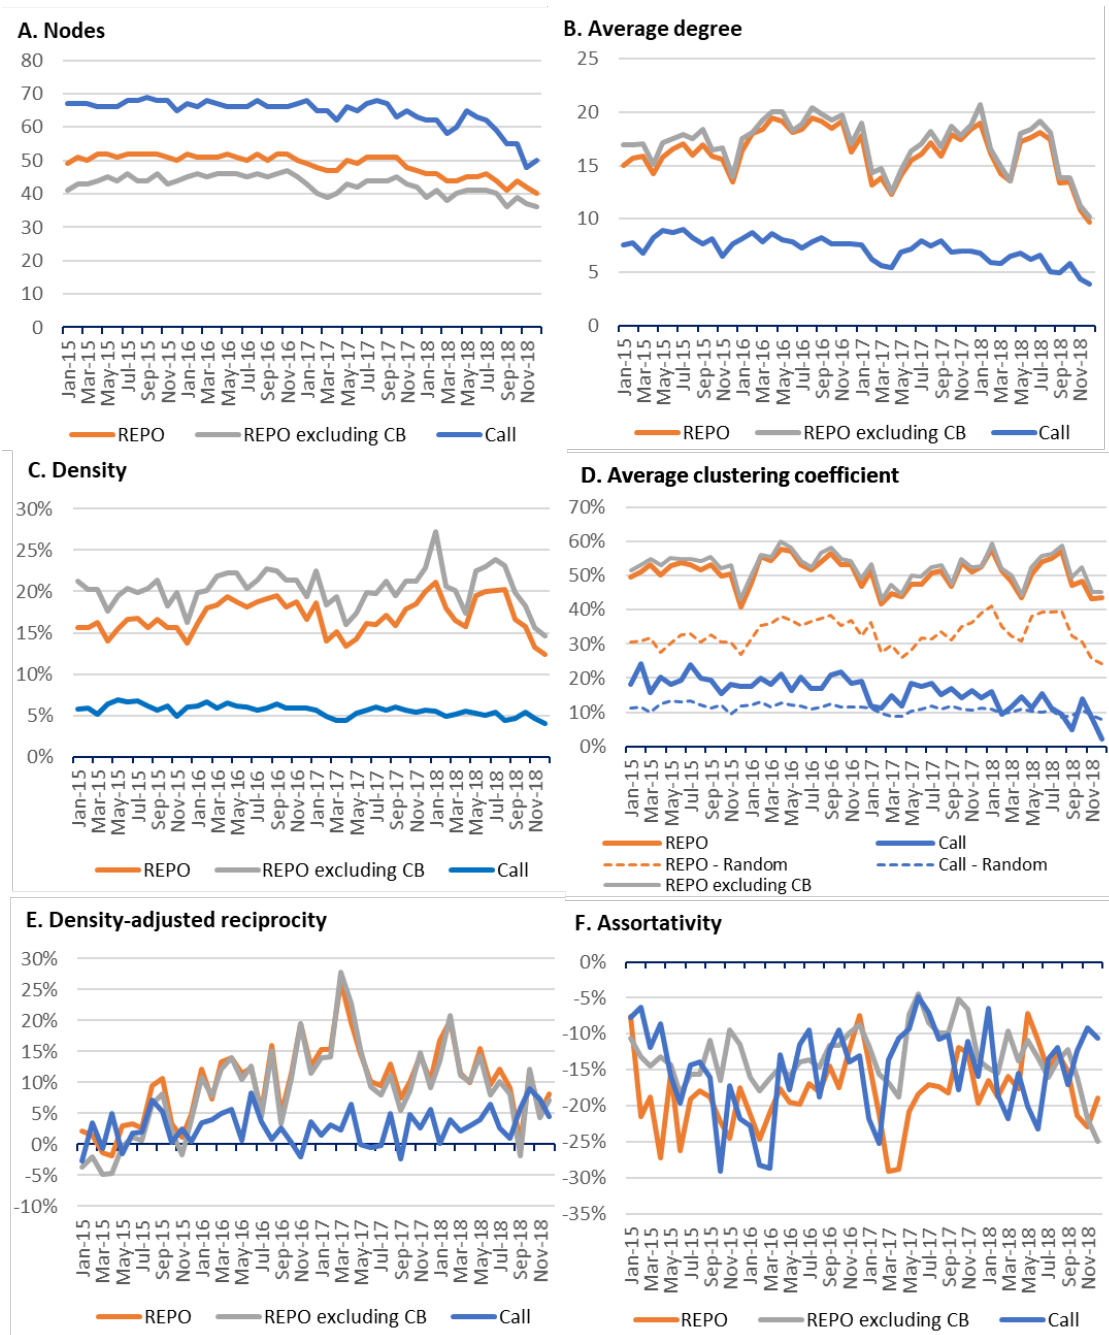 A. Nodes
80
70
60
50
40
30
20
10
0
Jan-15
Mar-15
May-15
Jul-15
Sep-15
Nov-15
Jan-16
Mar-16
May-16
Jul-16
Sep-16
Nov-16
Jan-17
Mar-17
May-17
Jul-17
Sep-17
Nov-17
Jan-18
Mar-18
May-18
Jul-18
Sep-18
Nov-18
REPO REPO excluding CB Call
B. Average degree
25
20
15
10
5
0
Jan-15
Mar-15
May-15
Jul-15
Sep-15
Nov-15
Jan-16
Mar-16
May-16
Jul-16
Sep-16
Nov-16
Jan-17
Mar-17
May-17
Jul-17
Sep-17
Nov-17
Jan-18
Mar-18
May-18
Jul-18
Sep-18
Nov-18
REPO REPO excluding CB Call
C. Density
30%
25%
20%
15%
10%
5%
0%
Jan-15
Mar-15
May-15
Jul-15
Sep-15
Nov-15
Jan-16
Mar-16
May-16
Jul-16
Sep-16
Nov-16
Jan-17
Mar-17
May-17
Jul-17
Sep-17
Nov-17
Jan-18
Mar-18
May-18
Jul-18
Sep-18
Nov-18
REPO REPO excluding CB Call
D. Average clustering coefficient
70%
60%
50%
40%
30%
20%
10%
0%
Jan-15
Mar-15
May-15
Jul-15
Sep-15
Nov-15
Jan-16
Mar-16
May-16
Jul-16
Sep-16
Nov-16
Jan-17
Mar-17
May-17
Jul-17
Sep-17
Nov-17
Jan-18
Mar-18
May-18
Jul-18
Sep-18
Nov-18
REPO Call
REPO - Random Call - Random
REPO excluding CB
E. Density-adjusted reciprocity
30%
25%
20%
15%
10%
5%
0%
-5%
-10%
Jan-15
Mar-15
May-15
Jul-15
Sep-15
Nov-15
Jan-16
Mar-16
May-16
Jul-16
Sep-16
Nov-16
Jan-17
Mar-17
May-17
Jul-17
Sep-17
Nov-17
Jan-18
Mar-18
May-18
Jul-18
Sep-18
Nov-18
REPO REPO excluding CB Call
F. Assortativity
0%
-5%
-10%
-15%
-20%
-25%
-30%
-35%
Jan-15
Mar-15
May-15
Jul-15
Sep-15
Nov-15
Jan-16
Mar-16
May-16
Jul-16
Sep-16
Nov-16
Jan-17
Mar-17
May-17
Jul-17
Sep-17
Nov-17
Jan-18
Mar-18
May-18
Jul-18
Sep-18
Nov-18
REPO REPO excluding CB Call